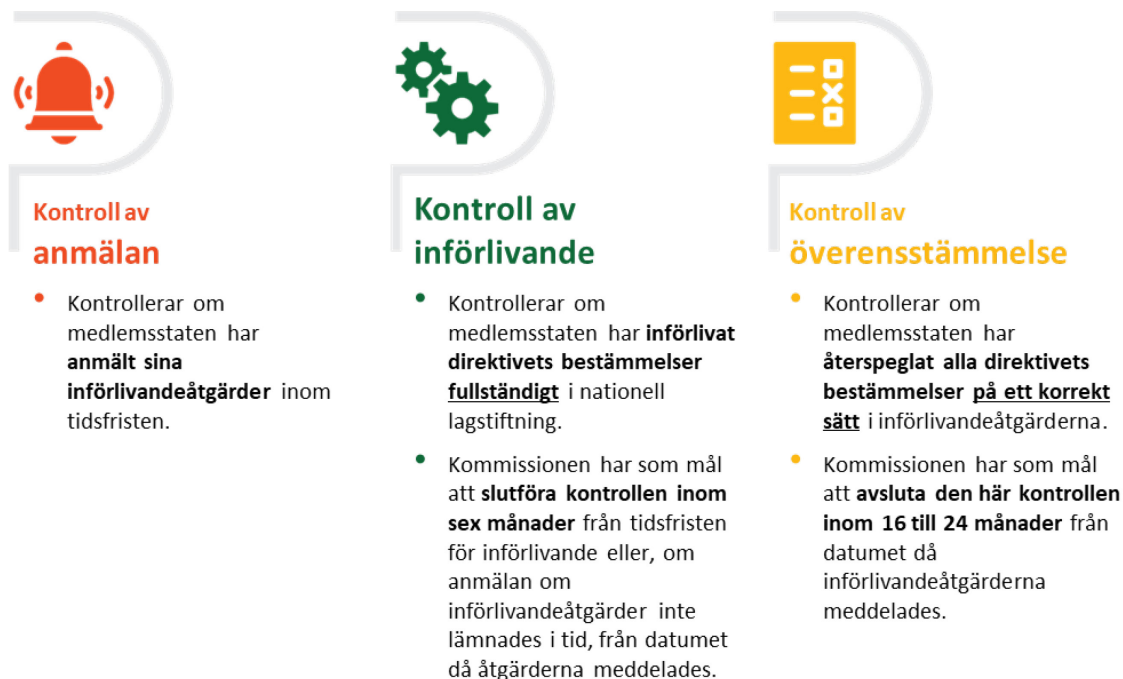 Kontroll av
anmälan
• Kontrollerar om
medlemsstaten har
anmält sina
införlivandeåtgärder inom
tidsfristen.
Kontroll av
införlivande
• Kontrollerar om
medlemsstaten har införlivat
direktivets bestämmelser
fullständigt i nationell
lagstiftning.
• Kommissionen har som mål
att slutföra kontrollen inom
sex månader från tidsfristen
för införlivande eller, om
anmälan om
införlivandeåtgärder inte
lämnades i tid, från datumet
då åtgärderna meddelades.
Kontroll av
överensstämmelse
• Kontrollerar om
medlemsstaten har
återspeglat alla direktivets
bestämmelser på ett korrekt
sätt i införlivandeåtgärderna.
• Kommissionen har som mål
att avsluta den här kontrollen
inom 16 till 24 månader från
datumet då
införlivandeåtgärderna
meddelades.